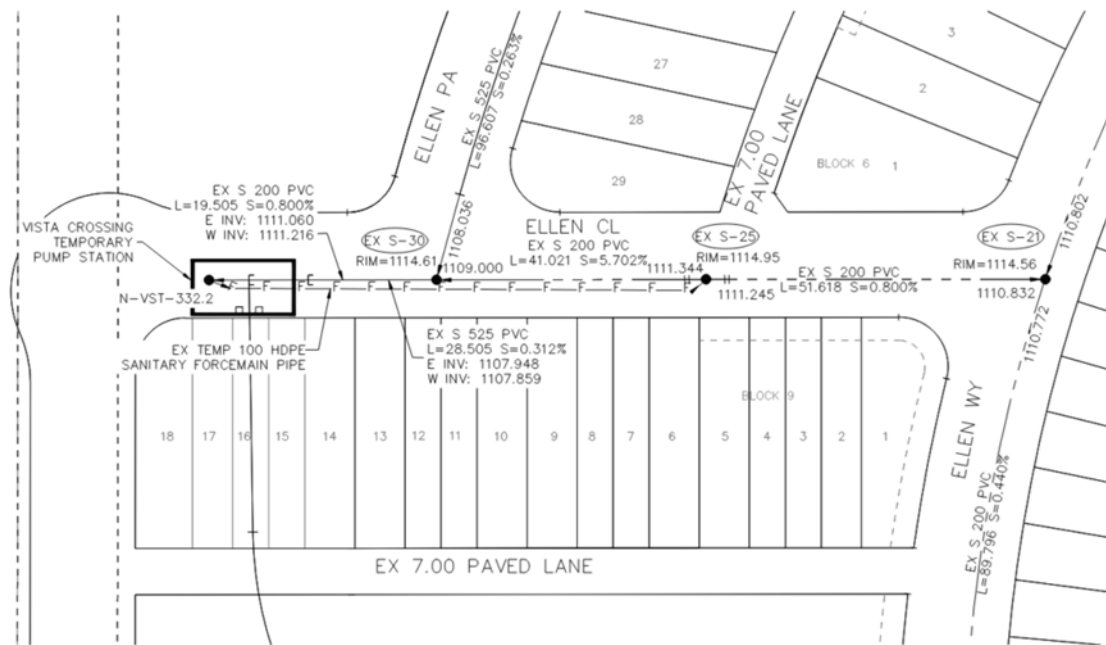 3
2
1
BLOCK 6
27
28
29
EX 7.00
PAVED LANE
ELLEN PA
EX S 525 PVC
L=96.607 S=0.263%
1108.036
EX S 200 PVC
L=19.505 S=0.800%
E INV: 1111.060
W INV: 1111.216
VISTA CROSSING
TEMPORARY
PUMP STATION
N-VST-332.2
EX S-30
RIM=1114.61
1109.000
ELLEN CL
EX S 200 PVC
L=41.021 S=5.702%
1111.344
EX S-25
RIM=1114.95
1111.245
EX S 200 PVC
L=51.618 S=0.800%
EX S-21
RIM=1114.56
1110.832
1110.802
1110.772
F F F F F F F F F F F F F F
EX TEMP 100 HDPE
SANITARY FORCEMAIN PIPE
EX S 525 PVC
L=28.505 S=0.312%
E INV: 1107.948
W INV: 1107.859
BLOCK 9
18 17 16 15 14 13 12 11 10 9 8 7 6 5 4 3 2 1
ELLEN WY
EX S 200 PVC
L=89.796 S=0.440%
EX 7.00 PAVED LANE